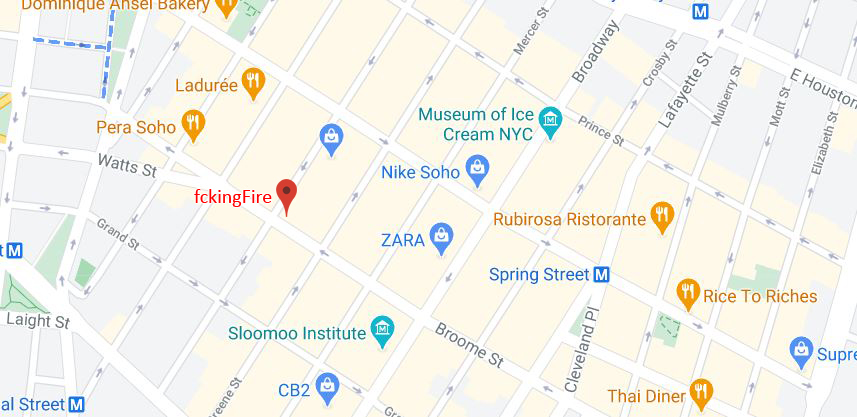 Dominique Ansel Bakery
M
Mercer St
Broadway
Crosby St
Lafayette St
E Houston
Ladurée
Mulberry St
Mott St
Elizabeth St
Museum of Ice
Cream NYC
Prince St
Pera Soho
Watts St
Nike Soho
fckingFire
Rubirosa Ristorante
ZARA
Grand St
t M
Spring Street M
Rice To Riches
Laight St
Sloomoo Institute
Broome St
Cleveland Pl
Supre
CB2
Greene St
Thai Diner
al Street M